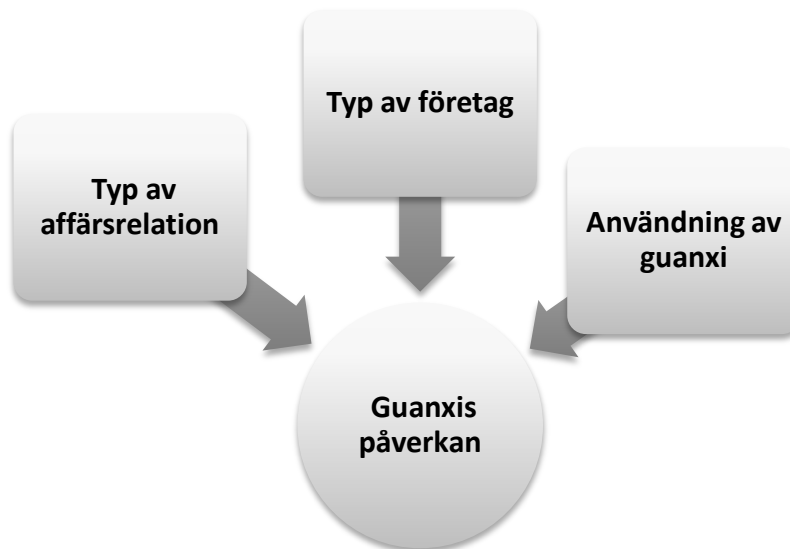 Typ av företag
Typ av
affärsrelation
Användning av
guanxi
Guanxis
påverkan